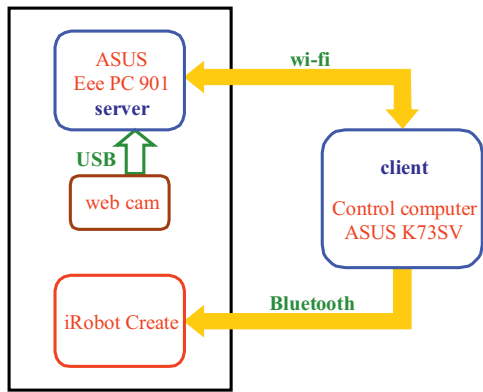 ASUS
Eee PC 901
server
wi-fi
USB
web cam
client
Control computer
ASUS K73SV
iRobot Create
Bluetooth